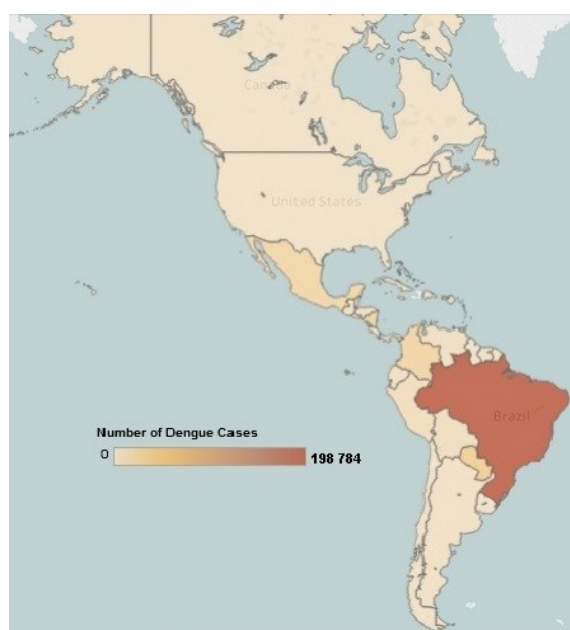 Canada
United States
Brazil
Number of Dengue Cases
0 198 784